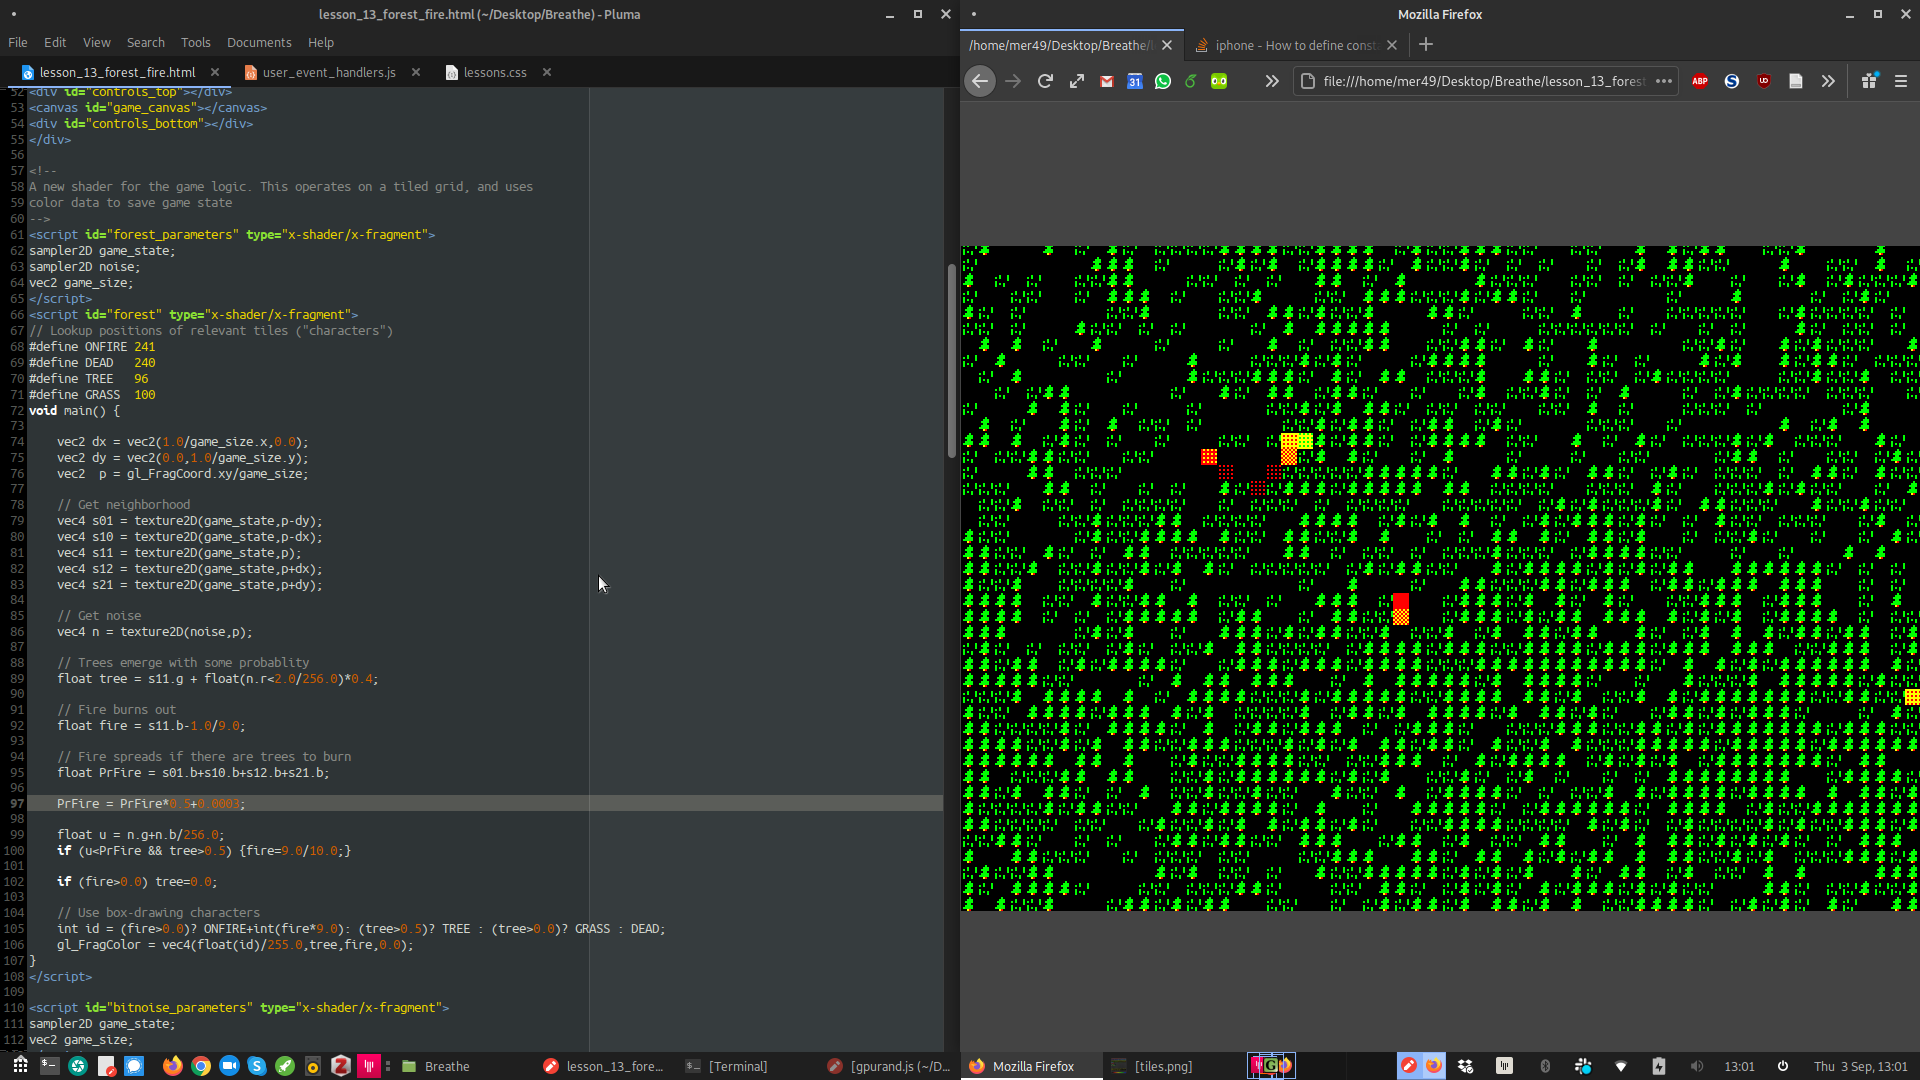 lesson_13_forest_fire.html (~/Desktop/Breathe) - Pluma
File Edit View Search Tools Documents Help
lesson_13_forest_fire.html user_event_handlers.js lessons.css
52 <div id="controls_top"></div>
53 <canvas id="game_canvas"></canvas>
54 <div id="controls_bottom"></div>
55 </div>
56
57 <!--
58 A new shader for the game logic. This operates on a tiled grid, and uses
59 color data to save game state
60 -->
61 <script id="forest_parameters" type="x-shader/x-fragment">
62 sampler2D game_state;
63 sampler2D noise;
64 vec2 game_size;
65 </script>
66 <script id="forest" type="x-shader/x-fragment">
67 // Lookup positions of relevant tiles ("characters")
68 #define ONFIRE 241
69 #define DEAD   240
70 #define TREE   96
71 #define GRASS  100
72 void main() {
73
74     vec2 dx = vec2(1.0/game_size.x,0.0);
75     vec2 dy = vec2(0.0,1.0/game_size.y);
76     vec2  p = gl_FragCoord.xy/game_size;
77
78     // Get neighborhood
79     vec4 s01 = texture2D(game_state,p-dy);
80     vec4 s10 = texture2D(game_state,p-dx);
81     vec4 s11 = texture2D(game_state,p);
82     vec4 s12 = texture2D(game_state,p+dx);
83     vec4 s21 = texture2D(game_state,p+dy);
84
85     // Get noise
86     vec4 n = texture2D(noise,p);
87
88     // Trees emerge with some probablity
89     float tree = s11.g + float(n.r<2.0/256.0)*0.4;
90
91     // Fire burns out
92     float fire = s11.b-1.0/9.0;
93
94     // Fire spreads if there are trees to burn
95     float PrFire = s01.b+s10.b+s12.b+s21.b;
96
97     PrFire = PrFire*0.5+0.0003;
98
99     float u = n.g+n.b/256.0;
100     if (u<PrFire && tree>0.5) {fire=9.0/10.0;}
101
102     if (fire>0.0) tree=0.0;
103
104     // Use box-drawing characters
105     int id = (fire>0.0)? ONFIRE+int(fire*9.0): (tree>0.5)? TREE : (tree>0.0)? GRASS : DEAD;
106     gl_FragColor = vec4(float(id)/255.0,tree,fire,0.0);
107 }
108 </script>
109
110 <script id="bitnoise_parameters" type="x-shader/x-fragment">
111 sampler2D game_state;
112 vec2 game_size;
Mozilla Firefox
/home/mer49/Desktop/Breathe/l iphone - How to define const
31 file:///home/mer49/Desktop/Breathe/lesson_13_forest ABP
Breathe lesson_13_fore... [Terminal] [gpurand.js (~/D... Mozilla Firefox [tiles.png] 13:01 Thu 3 Sep, 13:01